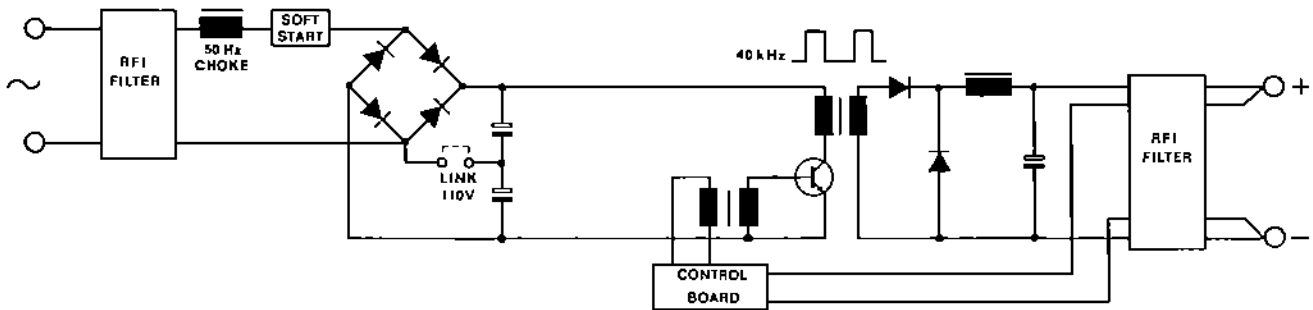 RFI
FILTER
50 Hz
CHOKE
SOFT
START
LINK
110V
40 kHz
CONTROL
BOARD
RFI
FILTER
+
–